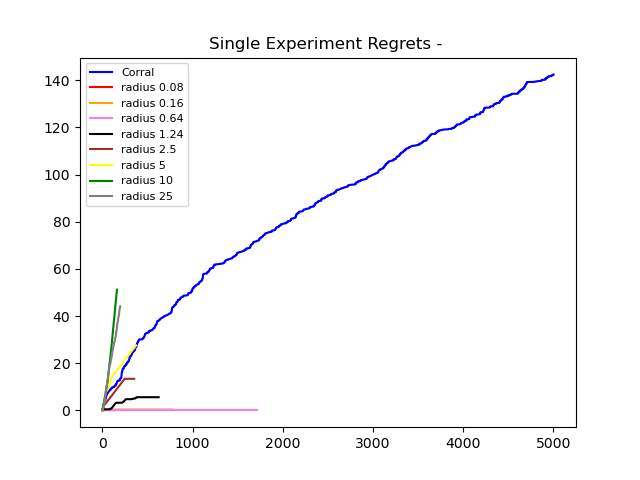 Single Experiment Regrets -
140
120
100
80
60
40
20
0
Corral
radius 0.08
radius 0.16
radius 0.64
radius 1.24
radius 2.5
radius 5
radius 10
radius 25
0 1000 2000 3000 4000 5000